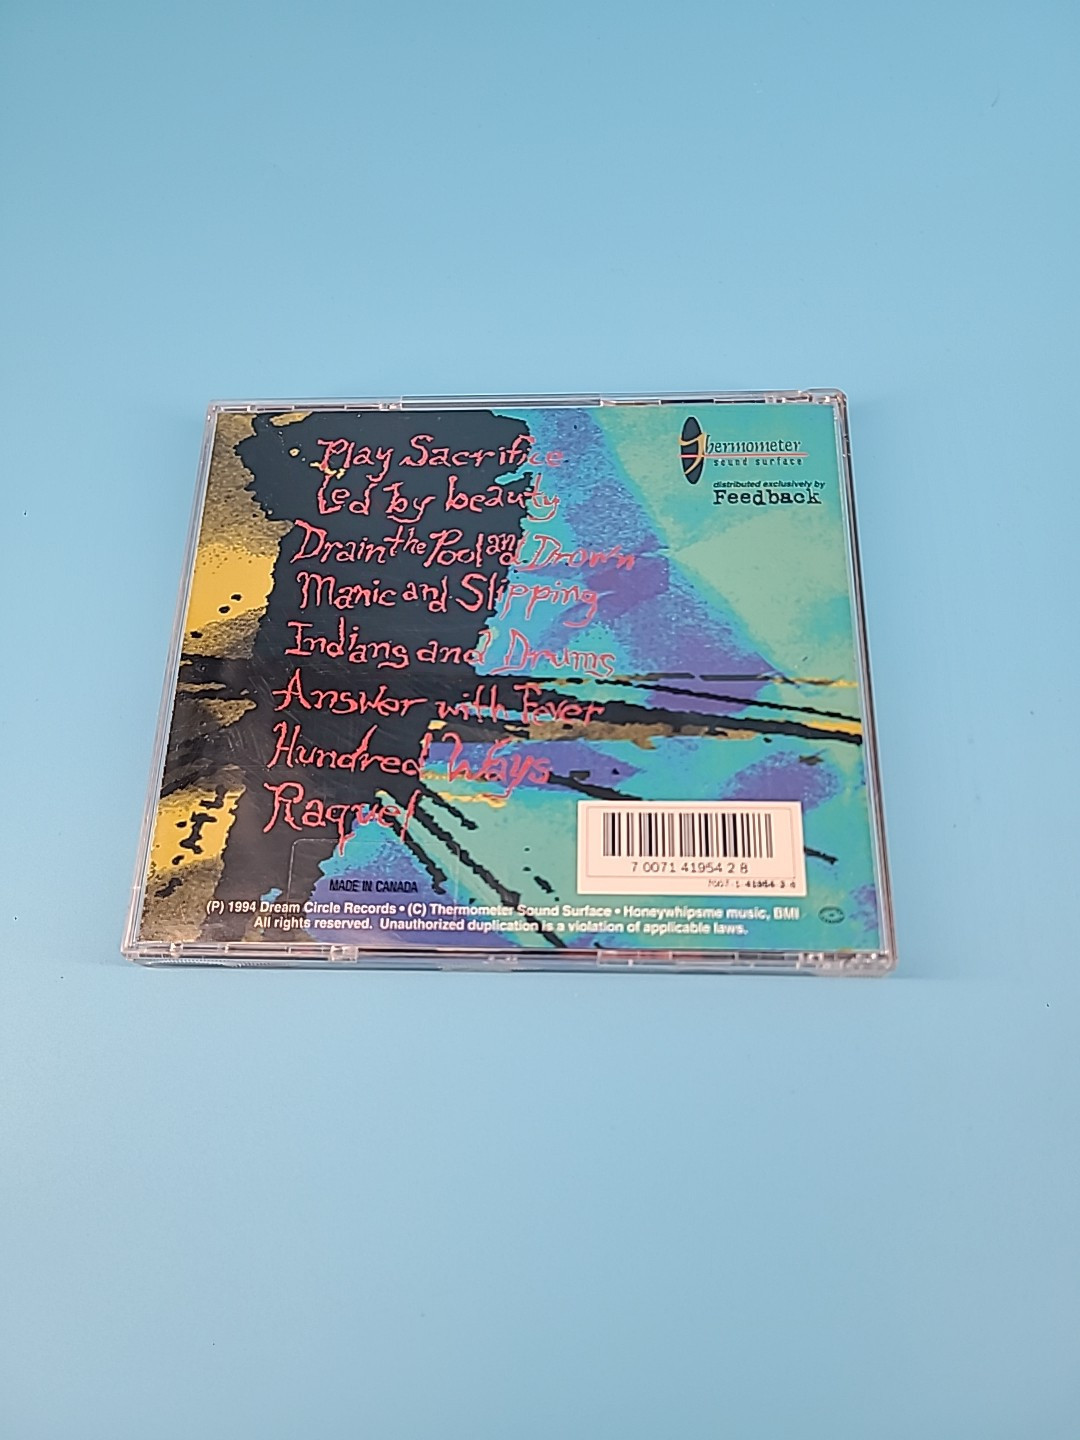 Play Sacrifice
Led by beauty
Drain the Pool and Drown
Manic and Slipping
Indians and Drums
Answer with Fever
Hundred Ways
Raquel
Thermometer
sound surface
distributed exclusively by
Feedback
7 0071 41954 2 8
MADE IN CANADA
(P) 1994 Dream Circle Records • (C) Thermometer Sound Surface • Honeywhipsme music, BMI
All rights reserved. Unauthorized duplication is a violation of applicable laws.